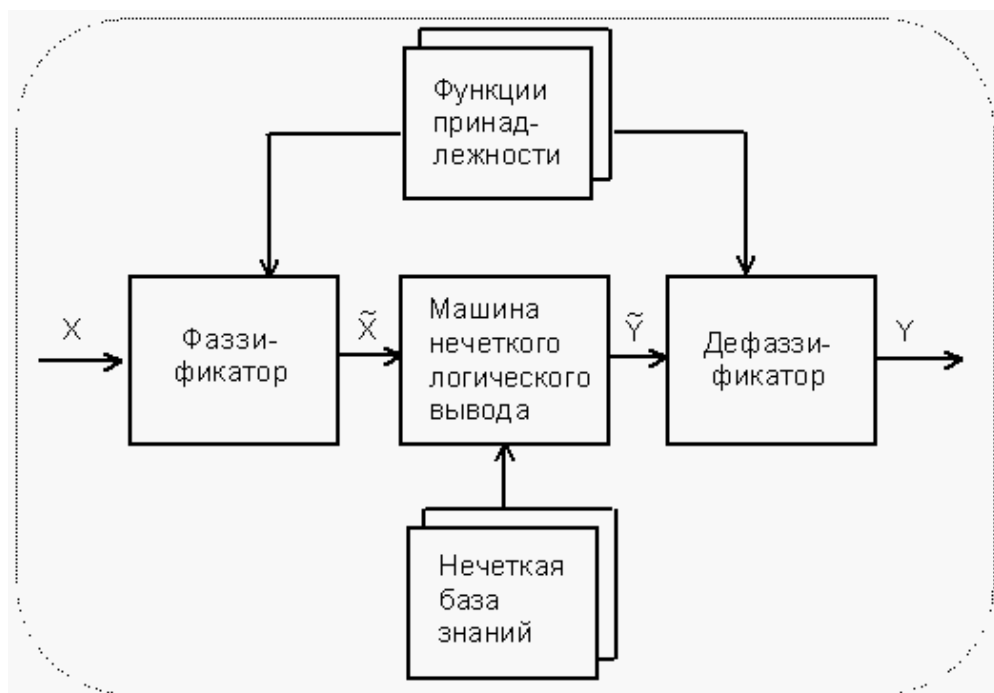 Функции
принад-
лежности
X
Фаззи-
фикатор
X̃
Машина
нечеткого
логического
вывода
Ỹ
Дефаззи-
фикатор
Y
Нечеткая
база
знаний